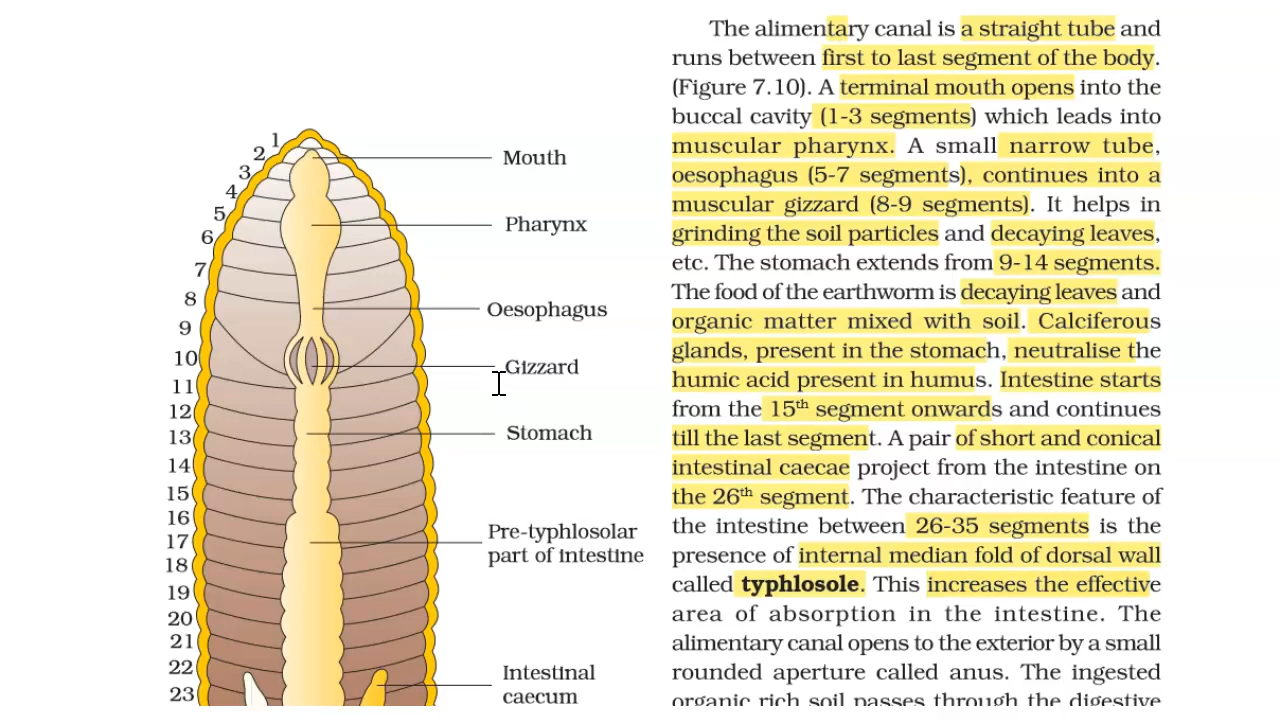 1
2
3
4
5
6
7
8
9
10
11
12
13
14
15
16
17
18
19
20
21
22
23
Mouth
Pharynx
Oesophagus
Gizzard
Stomach
Pre-typhlosolar
part of intestine
Intestinal
caecum
The alimentary canal is a straight tube and
runs between first to last segment of the body.
(Figure 7.10). A terminal mouth opens into the
buccal cavity (1-3 segments) which leads into
muscular pharynx. A small narrow tube,
oesophagus (5-7 segments), continues into a
muscular gizzard (8-9 segments). It helps in
grinding the soil particles and decaying leaves,
etc. The stomach extends from 9-14 segments.
The food of the earthworm is decaying leaves and
organic matter mixed with soil. Calciferous
glands, present in the stomach, neutralise the
humic acid present in humus. Intestine starts
from the 15th segment onwards and continues
till the last segment. A pair of short and conical
intestinal caecae project from the intestine on
the 26th segment. The characteristic feature of
the intestine between 26-35 segments is the
presence of internal median fold of dorsal wall
called typhlosole. This increases the effective
area of absorption in the intestine. The
alimentary canal opens to the exterior by a small
rounded aperture called anus. The ingested
organic rich soil passes through the digestive